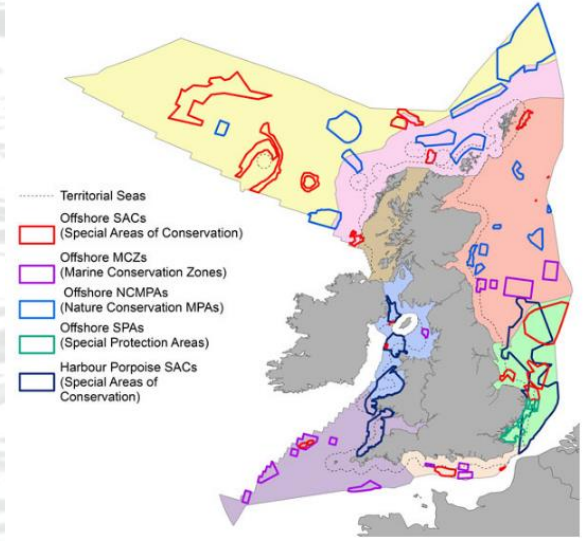 Territorial Seas
Offshore SACs
(Special Areas of Conservation)
Offshore MCZs
(Marine Conservation Zones)
Offshore NCMPAs
(Nature Conservation MPAs)
Offshore SPAs
(Special Protection Areas)
Harbour Porpoise SACs
(Special Areas of
Conservation)